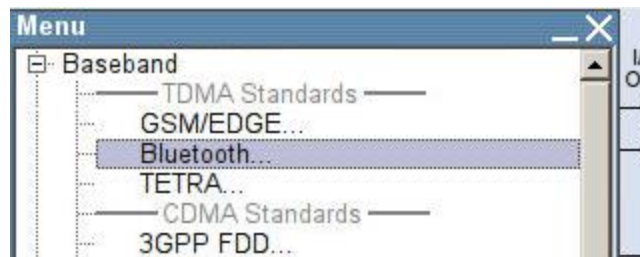 Menu
Baseband
TDMA Standards
GSM/EDGE...
Bluetooth...
TETRA...
CDMA Standards
3GPP FDD...